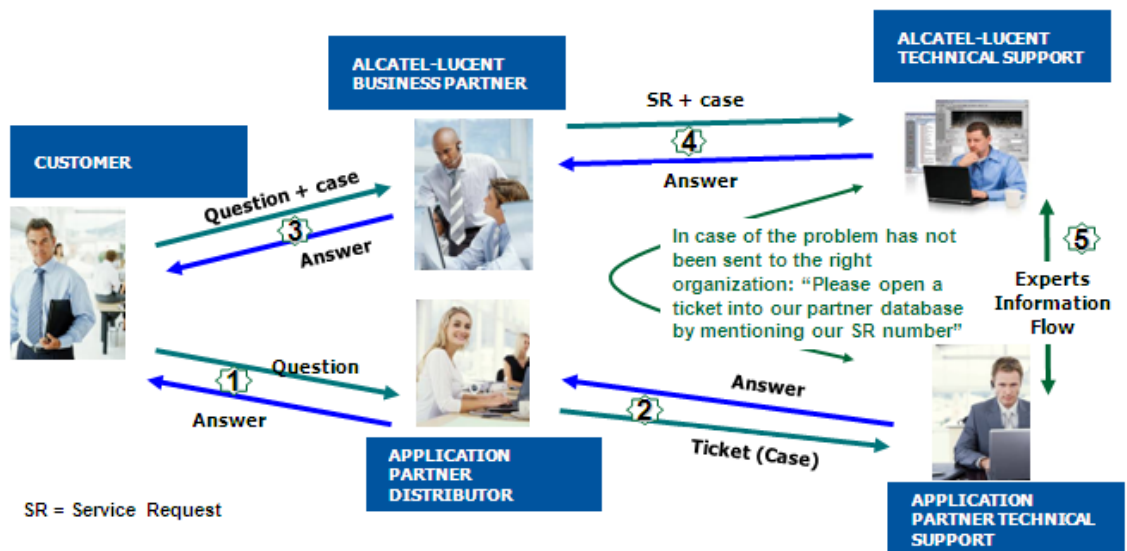 ALCATEL-LUCENT
TECHNICAL SUPPORT
ALCATEL-LUCENT
BUSINESS PARTNER
SR + case
4
Answer
CUSTOMER
Question + case
3
Answer
In case of the problem has not
been sent to the right
organization: “Please open a
ticket into our partner database
by mentioning our SR number”
5
Experts
Information
Flow
Question
1
Answer
Answer
2
Ticket (Case)
APPLICATION
PARTNER
DISTRIBUTOR
SR = Service Request
APPLICATION
PARTNER TECHNICAL
SUPPORT